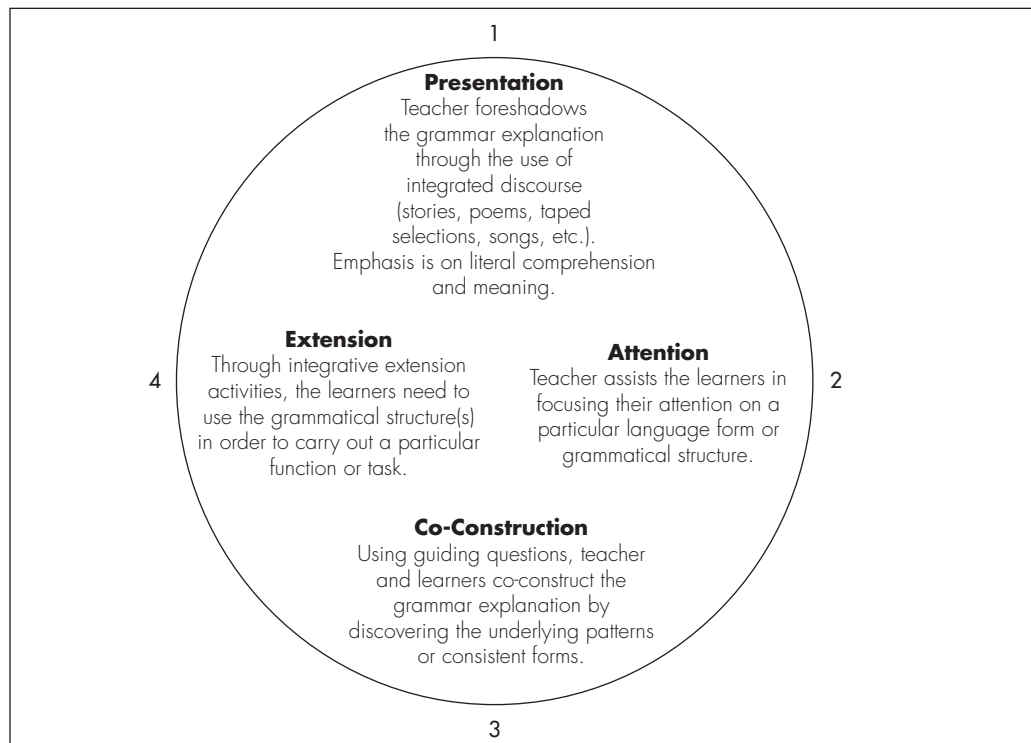 1
Presentation
Teacher foreshadows
the grammar explanation
through the use of
integrated discourse
(stories, poems, taped
selections, songs, etc.).
Emphasis is on literal comprehension
and meaning.
2
Attention
Teacher assists the learners in
focusing their attention on a
particular language form or
grammatical structure.
3
Co-Construction
Using guiding questions, teacher
and learners co-construct the
grammar explanation by
discovering the underlying patterns
or consistent forms.
4
Extension
Through integrative extension
activities, the learners need to
use the grammatical structure(s)
in order to carry out a particular
function or task.